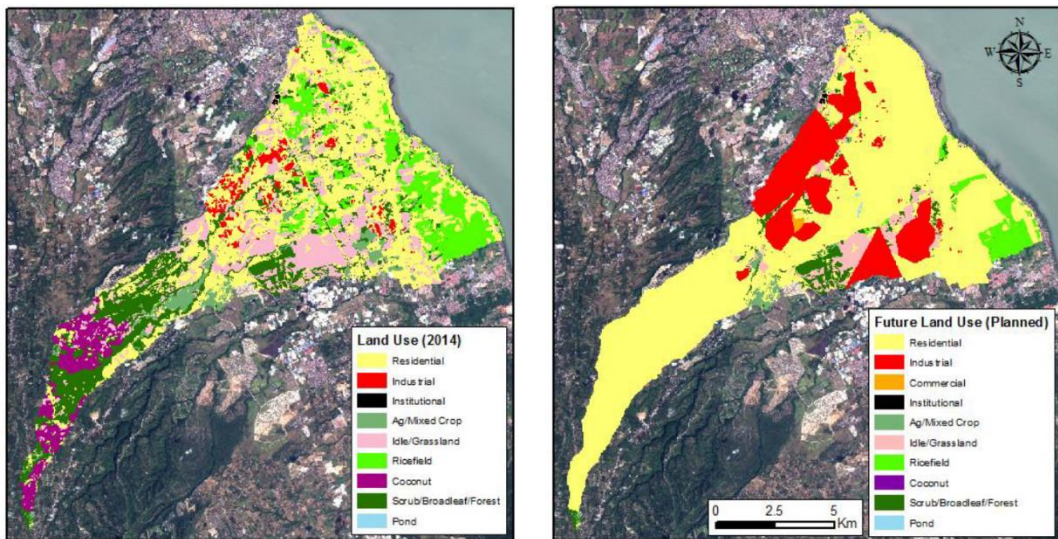 Land Use (2014)
Residential
Industrial
Institutional
Ag/Mixed Crop
Idle/Grassland
Ricefield
Coconut
Scrub/Broadleaf/Forest
Pond
N
W E
S
Future Land Use (Planned)
Residential
Industrial
Commercial
Institutional
Ag/Mixed Crop
Idle/Grassland
Ricefield
Coconut
Scrub/Broadleaf/Forest
Pond
0 2.5 5
Km